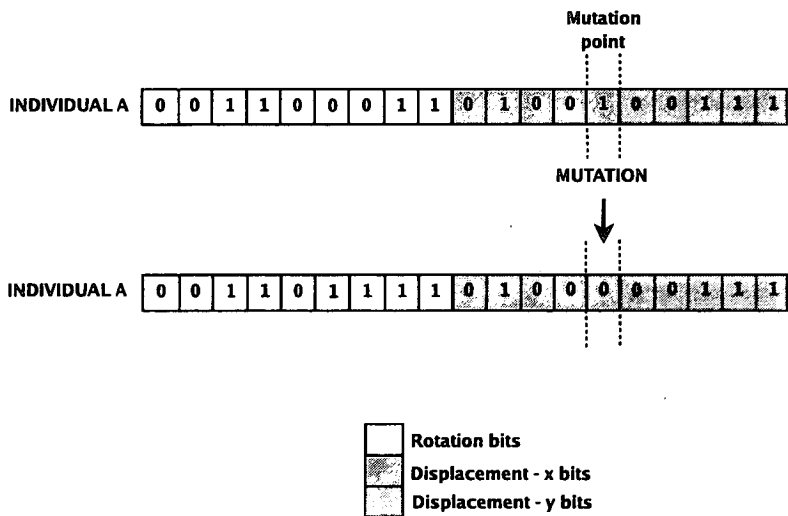 Mutation
point
INDIVIDUAL A 0 0 1 1 0 0 0 1 1 0 1 0 0 1 0 0 1 1 1
MUTATION
INDIVIDUAL A 0 0 1 1 0 1 1 1 1 0 1 0 0 0 0 0 1 1 1
Rotation bits
Displacement - x bits
Displacement - y bits